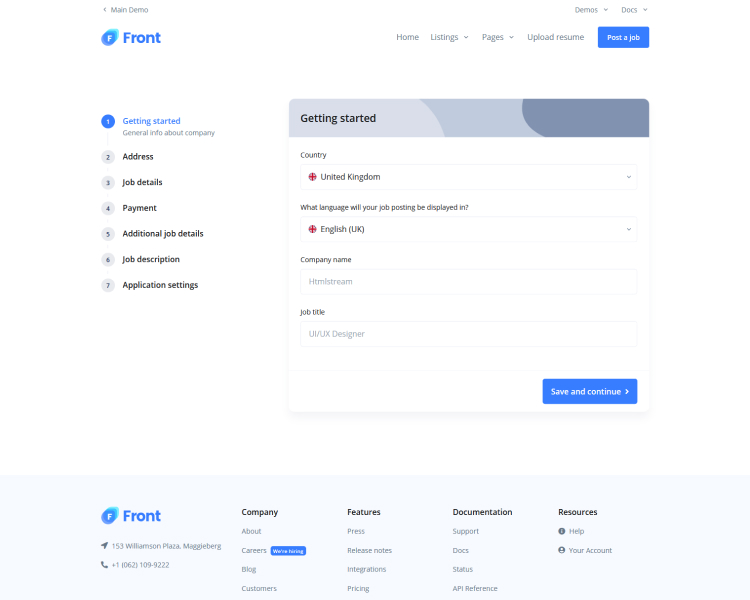 Main Demo
Demos
Docs
Front
Home
Listings
Pages
Upload resume
Post a job
1
Getting started
General info about company
2
Address
3
Job details
4
Payment
5
Additional job details
6
Job description
7
Application settings
Getting started
Country
United Kingdom
What language will your job posting be displayed in?
English (UK)
Company name
Htmlstream
Job title
UI/UX Designer
Save and continue
Front
153 Williamson Plaza, Maggieberg
+1 (062) 109-9222
Company
About
Careers We're hiring
Blog
Customers
Features
Press
Release notes
Integrations
Pricing
Documentation
Support
Docs
Status
API Reference
Resources
Help
Your Account